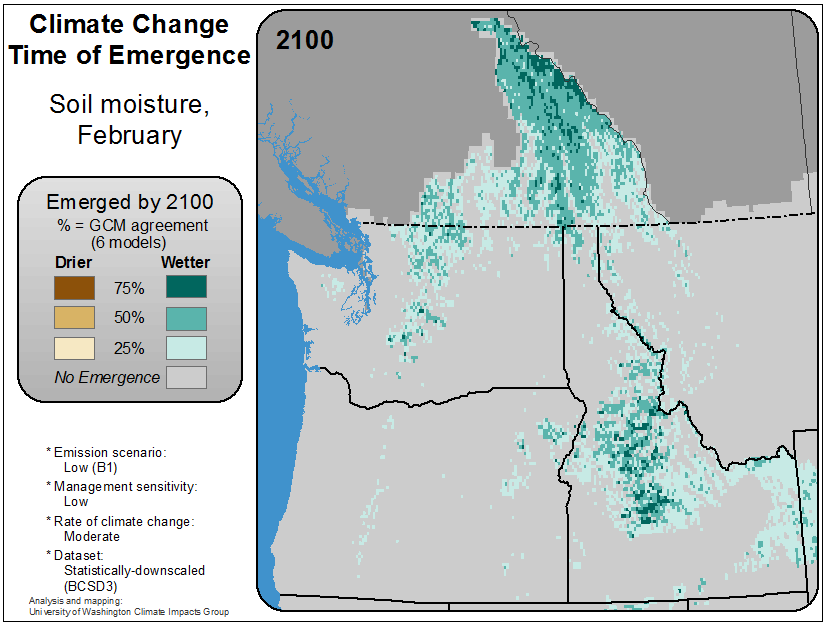 Climate Change
Time of Emergence
Soil moisture,
February
2100
Emerged by 2100
% = GCM agreement
(6 models)
Drier Wetter
75%
50%
25%
No Emergence
* Emission scenario:
Low (B1)
* Management sensitivity:
Low
* Rate of climate change:
Moderate
* Dataset:
Statistically-downscaled
(BCSD3)
Analysis and mapping:
University of Washington Climate Impacts Group